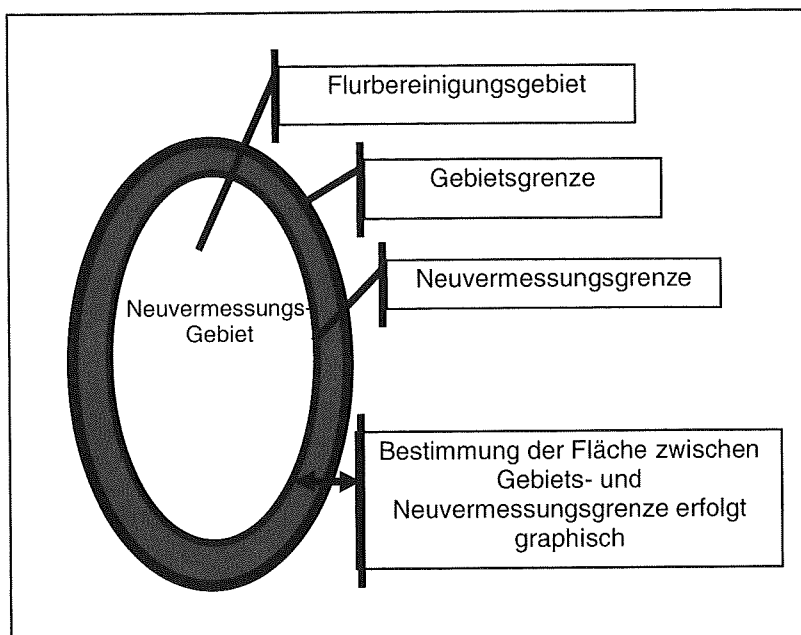 Flurbereinigungsgebiet
Gebietsgrenze
Neuvermessungsgrenze
Neuvermessungs-
Gebiet
Bestimmung der Fläche zwischen
Gebiets- und
Neuvermessungsgrenze erfolgt
graphisch